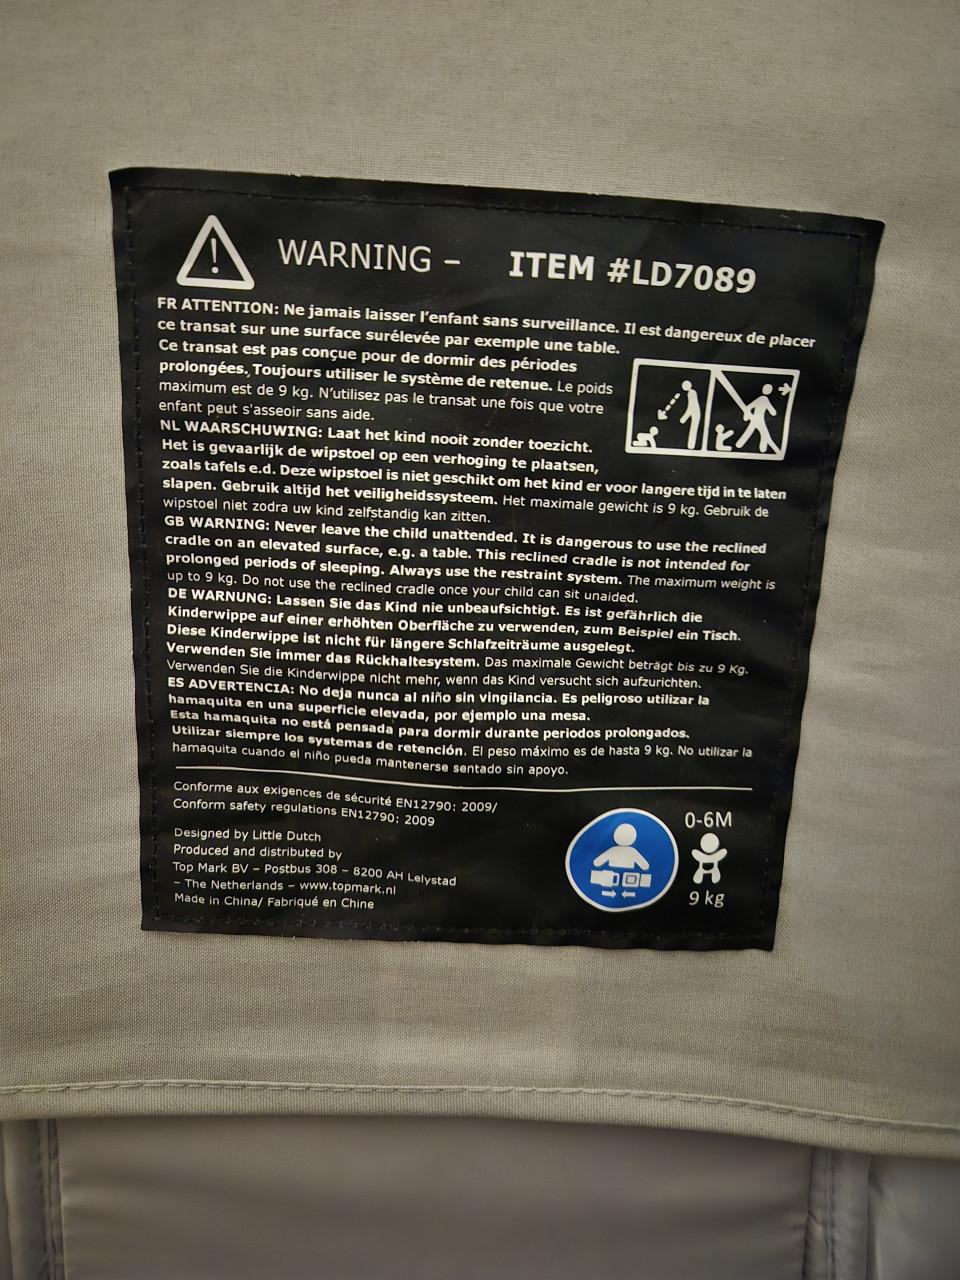 WARNING – ITEM #LD7089
FR ATTENTION: Ne jamais laisser l'enfant sans surveillance. Il est dangereux de placer
ce transat sur une surface surélevée par exemple une table.
Ce transat est pas conçue pour de dormir des périodes
prolongées. Toujours utiliser le système de retenue. Le poids
maximum est de 9 kg. N'utilisez pas le transat une fois que votre
enfant peut s'asseoir sans aide.
NL WAARSCHUWING: Laat het kind nooit zonder toezicht.
Het is gevaarlijk de wipstoel op een verhoging te plaatsen,
zoals tafels e.d. Deze wipstoel is niet geschikt om het kind er voor langere tijd in te laten
slapen. Gebruik altijd het veiligheidssysteem. Het maximale gewicht is 9 kg. Gebruik de
wipstoel niet zodra uw kind zelfstandig kan zitten.
GB WARNING: Never leave the child unattended. It is dangerous to use the reclined
cradle on an elevated surface, e.g. a table. This reclined cradle is not intended for
prolonged periods of sleeping. Always use the restraint system. The maximum weight is
up to 9 kg. Do not use the reclined cradle once your child can sit unaided.
DE WARNUNG: Lassen Sie das Kind nie unbeaufsichtigt. Es ist gefährlich die
Kinderwippe auf einer erhöhten Oberfläche zu verwenden, zum Beispiel ein Tisch.
Diese Kinderwippe ist nicht für längere Schlafzeiträume ausgelegt.
Verwenden Sie immer das Rückhaltesystem. Das maximale Gewicht beträgt bis zu 9 Kg.
Verwenden Sie die Kinderwippe nicht mehr, wenn das Kind versucht sich aufzurichten.
ES ADVERTENCIA: No deja nunca al niño sin vingilancia. Es peligroso utilizar la
hamaquita en una superficie elevada, por ejemplo una mesa.
Esta hamaquita no está pensada para dormir durante periodos prolongados.
Utilizar siempre los systemas de retención. El peso máximo es de hasta 9 kg. No utilizar la
hamaquita cuando el niño pueda mantenerse sentado sin apoyo.
Conforme aux exigences de sécurité EN12790: 2009/
Conform safety regulations EN12790: 2009
Designed by Little Dutch
Produced and distributed by
Top Mark BV – Postbus 308 – 8200 AH Lelystad
– The Netherlands – www.topmark.nl
Made in China/ Fabriqué en Chine
0-6M
9 kg